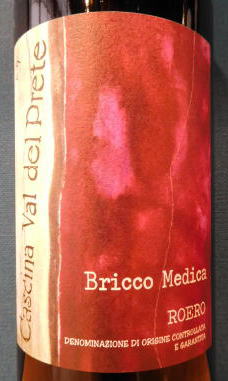 Cascina Val del Prete
Bricco Medica
ROERO
DENOMINAZIONE DI ORIGINE CONTROLLATA
E GARANTITA